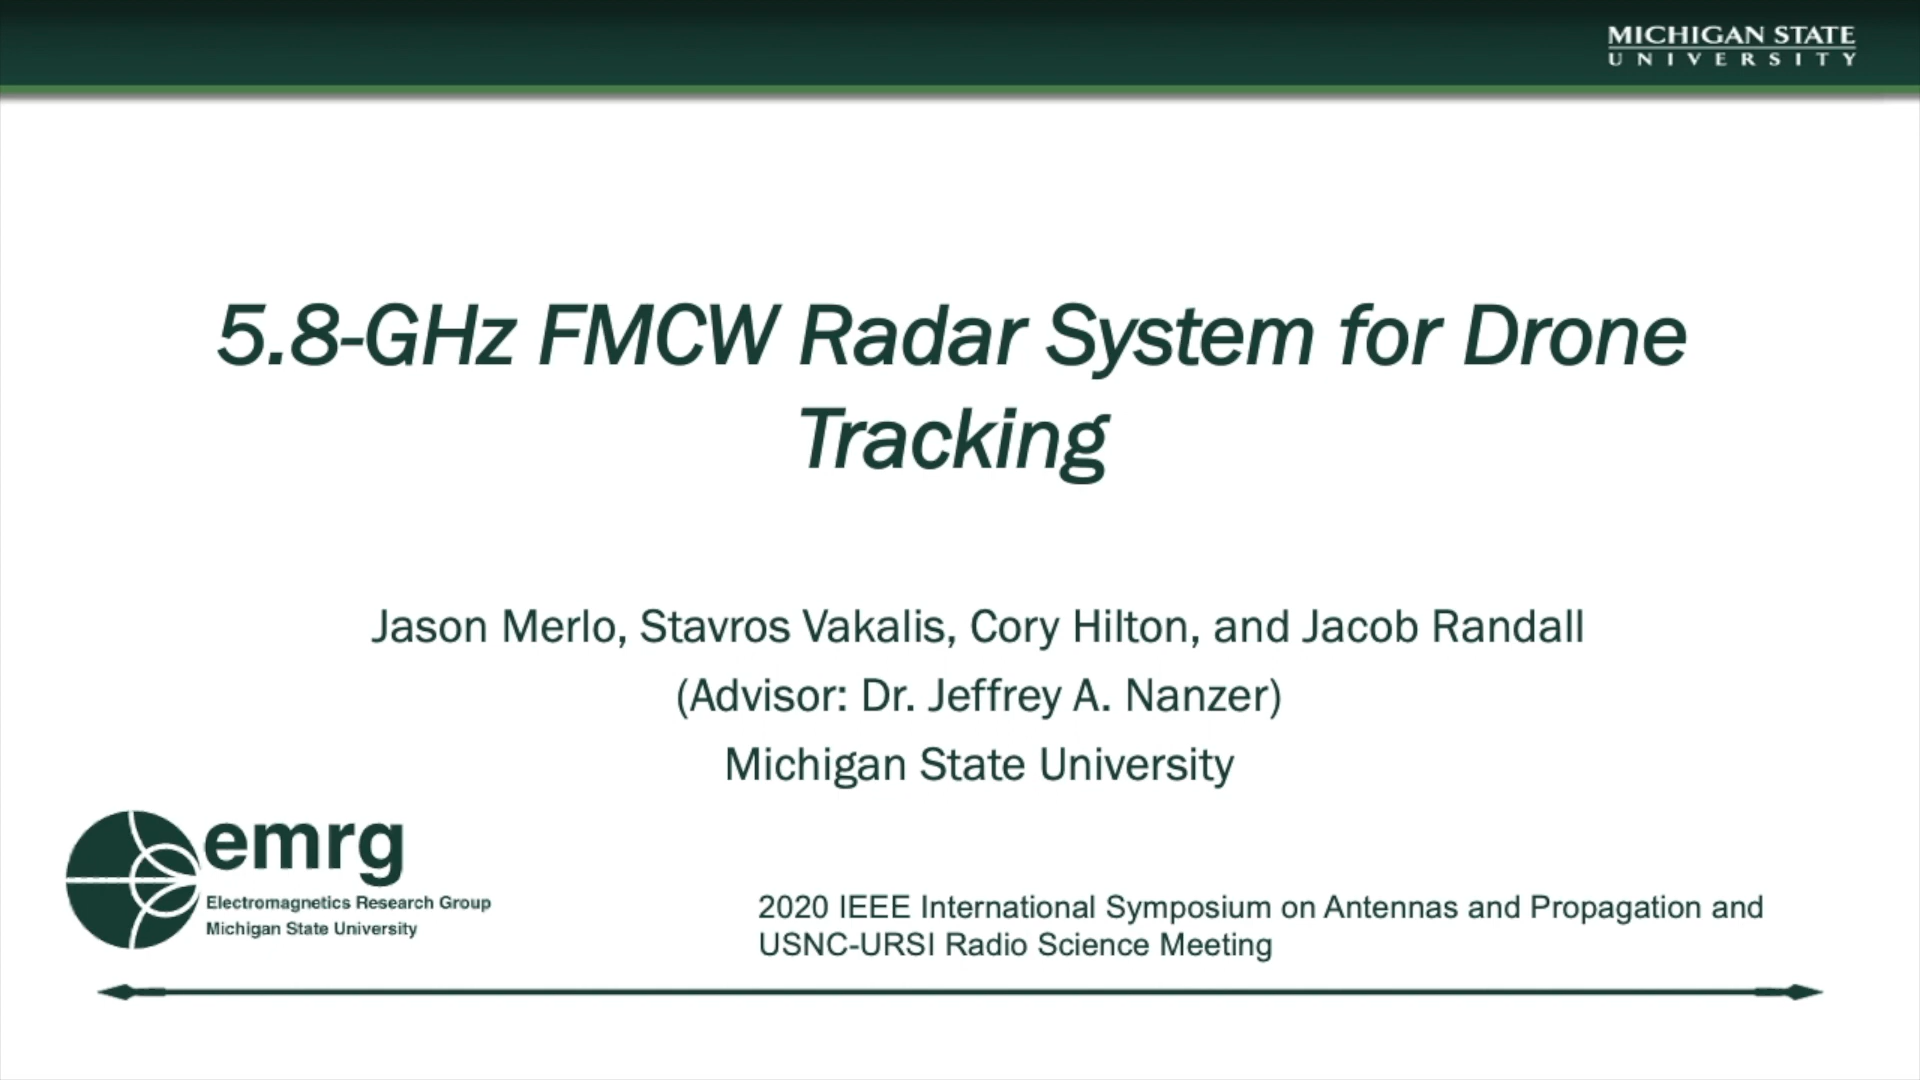 MICHIGAN STATE
UNIVERSITY
5.8-GHz FMCW Radar System for Drone
Tracking
Jason Merlo, Stavros Vakalis, Cory Hilton, and Jacob Randall
(Advisor: Dr. Jeffrey A. Nanzer)
Michigan State University
emrg
Electromagnetics Research Group
Michigan State University
2020 IEEE International Symposium on Antennas and Propagation and
USNC-URSI Radio Science Meeting